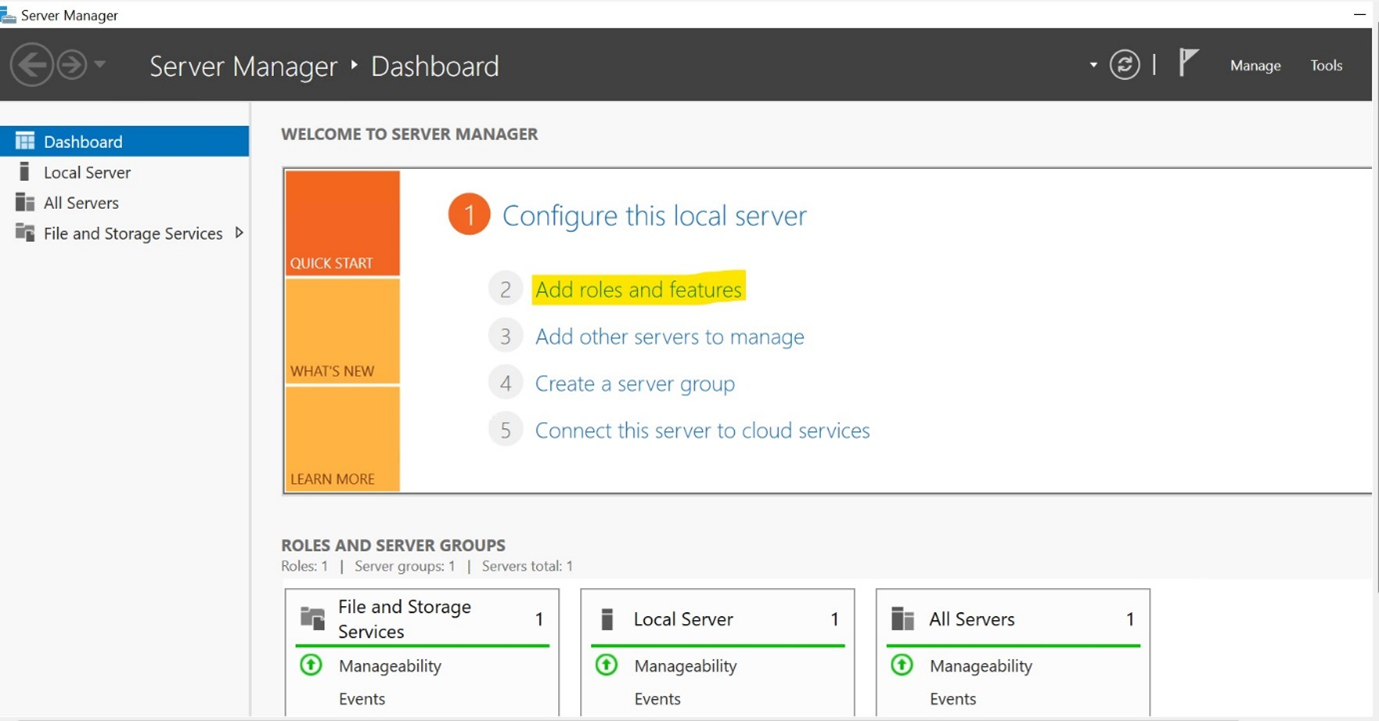 Server Manager
Server Manager ‣ Dashboard
Manage Tools
Dashboard
Local Server
All Servers
File and Storage Services
WELCOME TO SERVER MANAGER
QUICK START
WHAT'S NEW
LEARN MORE
1 Configure this local server
2 Add roles and features
3 Add other servers to manage
4 Create a server group
5 Connect this server to cloud services
ROLES AND SERVER GROUPS
Roles: 1 | Server groups: 1 | Servers total: 1
File and Storage
Services 1
Manageability
Events
Local Server 1
Manageability
Events
All Servers 1
Manageability
Events